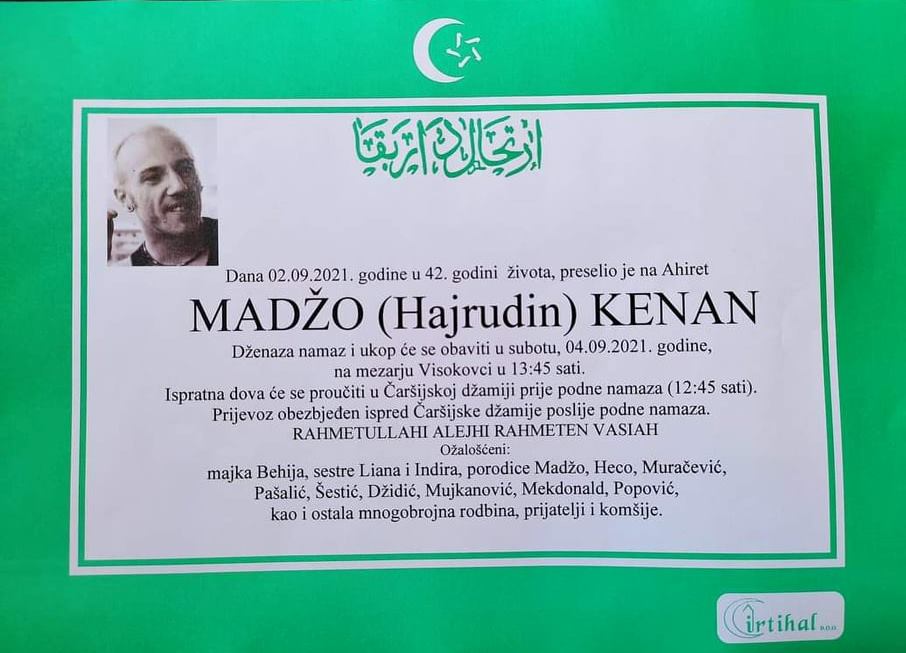 إرتحال د اربقا
Dana 02.09.2021. godine u 42. godini života, preselio je na Ahiret
MADŽO (Hajrudin) KENAN
Dženaza namaz i ukop će se obaviti u subotu, 04.09.2021. godine,
na mezarju Visokovci u 13:45 sati.
Ispratna dova će se proučiti u Čaršijskoj džamiji prije podne namaza (12:45 sati).
Prijevoz obezbjeđen ispred Čaršijske džamije poslije podne namaza.
RAHMETULLAHI ALEJHI RAHMETEN VASIAH
Ožalošćeni:
majka Behija, sestre Liana i Indira, porodice Madžo, Heco, Muračević,
Pašalić, Šestić, Džidić, Mujkanović, Mekdonald, Popović,
kao i ostala mnogobrojna rodbina, prijatelji i komšije.
irtihal D.O.O.